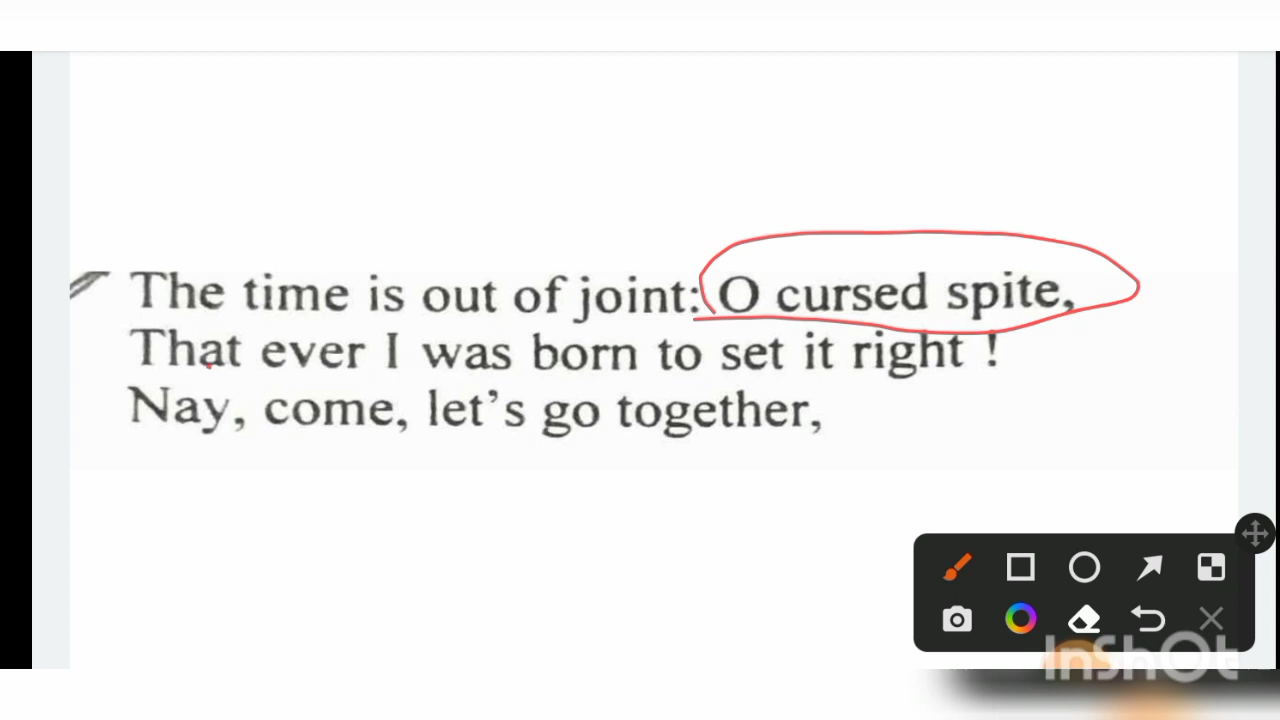 The time is out of joint: O cursed spite,
That ever I was born to set it right !
Nay, come, let's go together,
InShOt